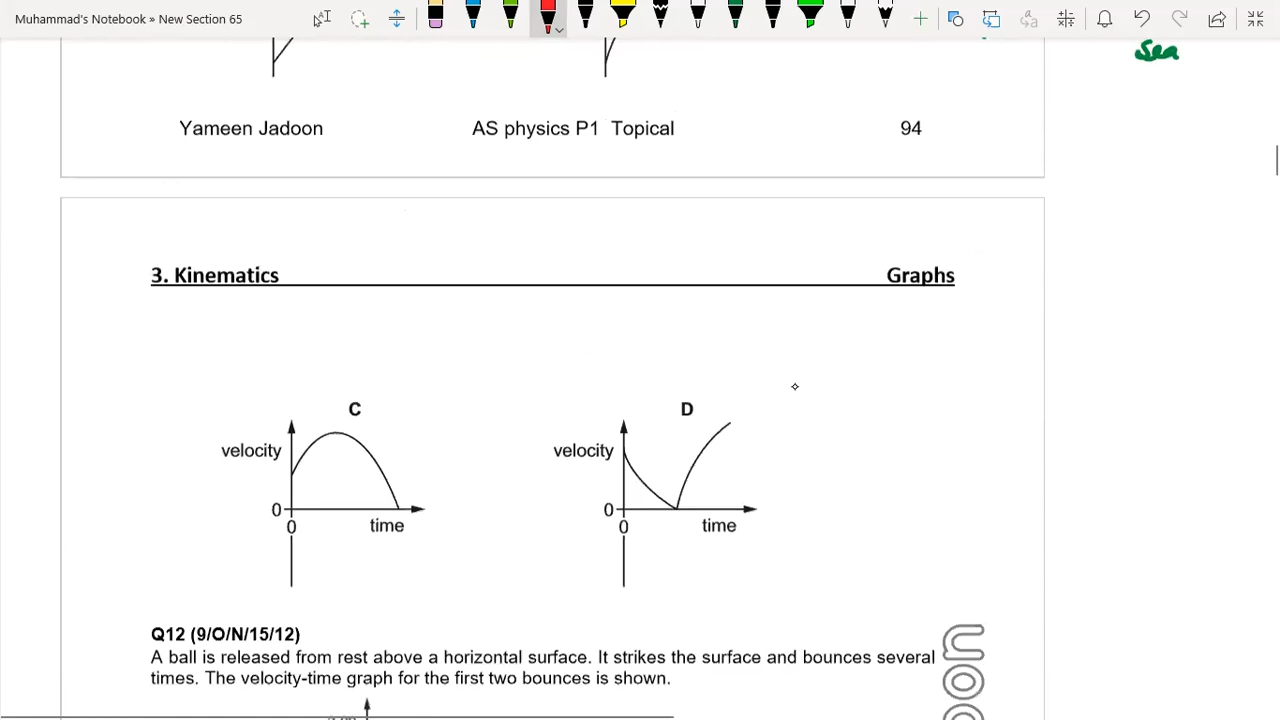 Muhammad's Notebook » New Section 65
Sea
Yameen Jadoon AS physics P1 Topical 94
3. Kinematics Graphs
C D
velocity velocity
0 0
0 time 0 time
Q12 (9/O/N/15/12)
A ball is released from rest above a horizontal surface. It strikes the surface and bounces several
times. The velocity-time graph for the first two bounces is shown.